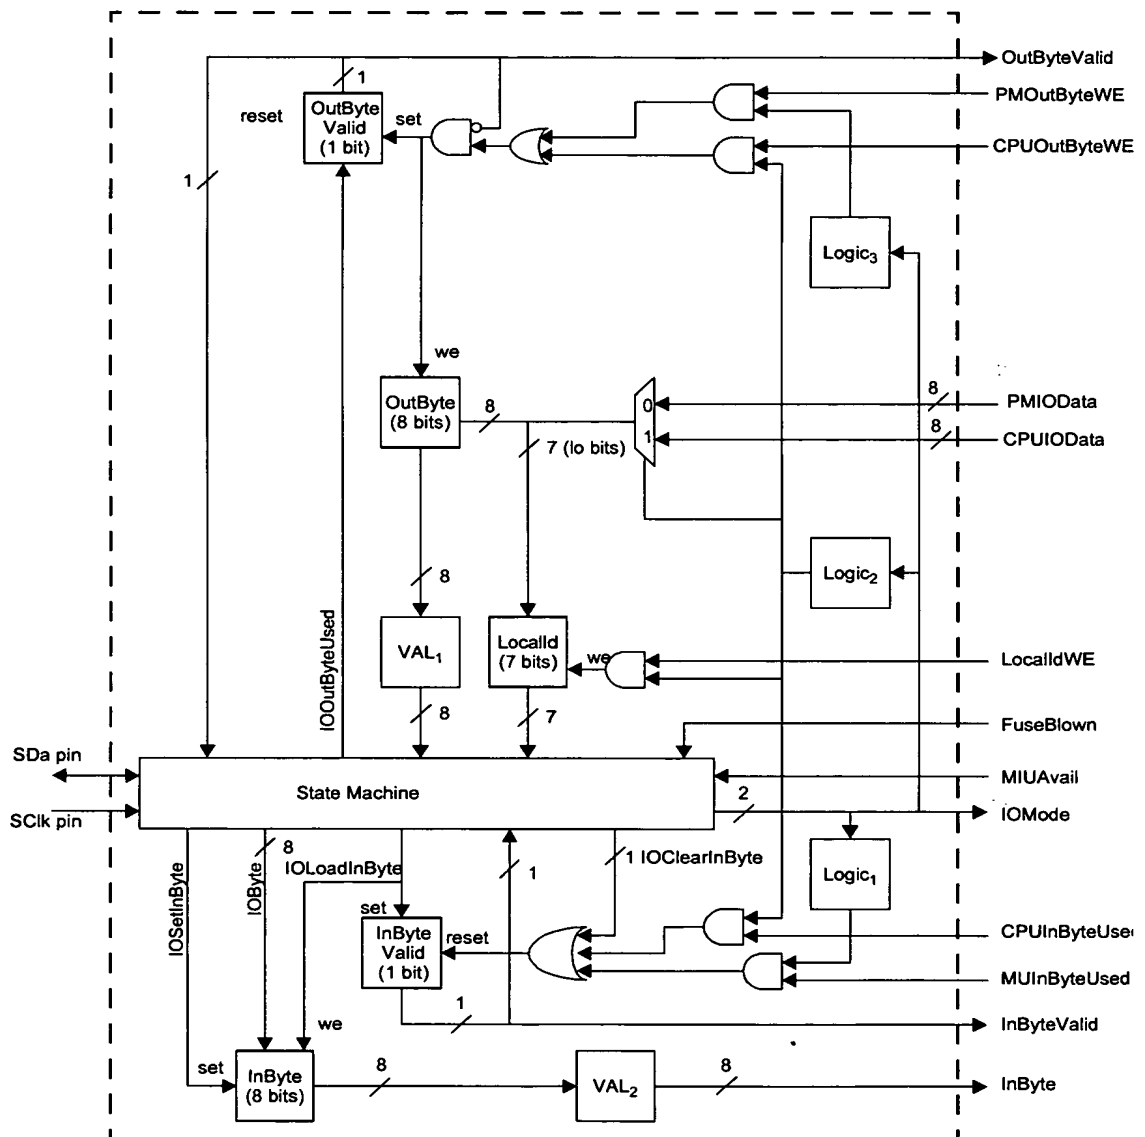 OutByteValid
1
PMOutByteWE
reset
OutByte
Valid
(1 bit)
set
CPUOutByteWE
1
Logic3
we
OutByte
(8 bits)
8
0
8
PMIOData
1
8
CPUIOData
7 (lo bits)
Logic2
8
IOOutByteUsed
VAL1
LocalId
(7 bits)
we
LocalIdWE
8
7
FuseBlown
SDa pin
MIUAvail
State Machine
2
SClk pin
IOMode
8
IOLoadInByte
1
1 IOClearInByte
Logic1
IOSetInByte
IOByte
set
InByte
Valid
(1 bit)
reset
CPUInByteUse
MUInByteUsed
1
we
InByteValid
set
InByte
(8 bits)
8
VAL2
8
InByte